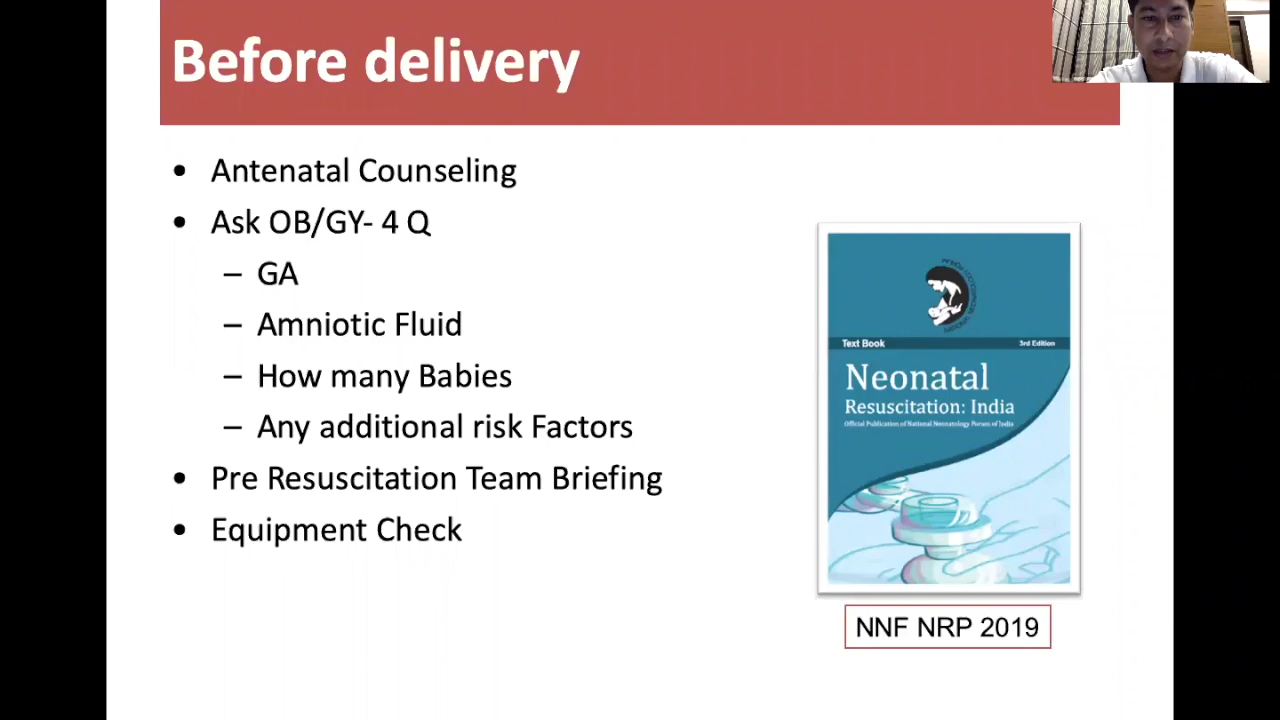 Before delivery
• Antenatal Counseling
• Ask OB/GY- 4 Q
– GA
– Amniotic Fluid
– How many Babies
– Any additional risk Factors
• Pre Resuscitation Team Briefing
• Equipment Check
Text Book 3rd Edition
Neonatal
Resuscitation: India
Official Publication of National Neonatology Forum of India
NNF NRP 2019